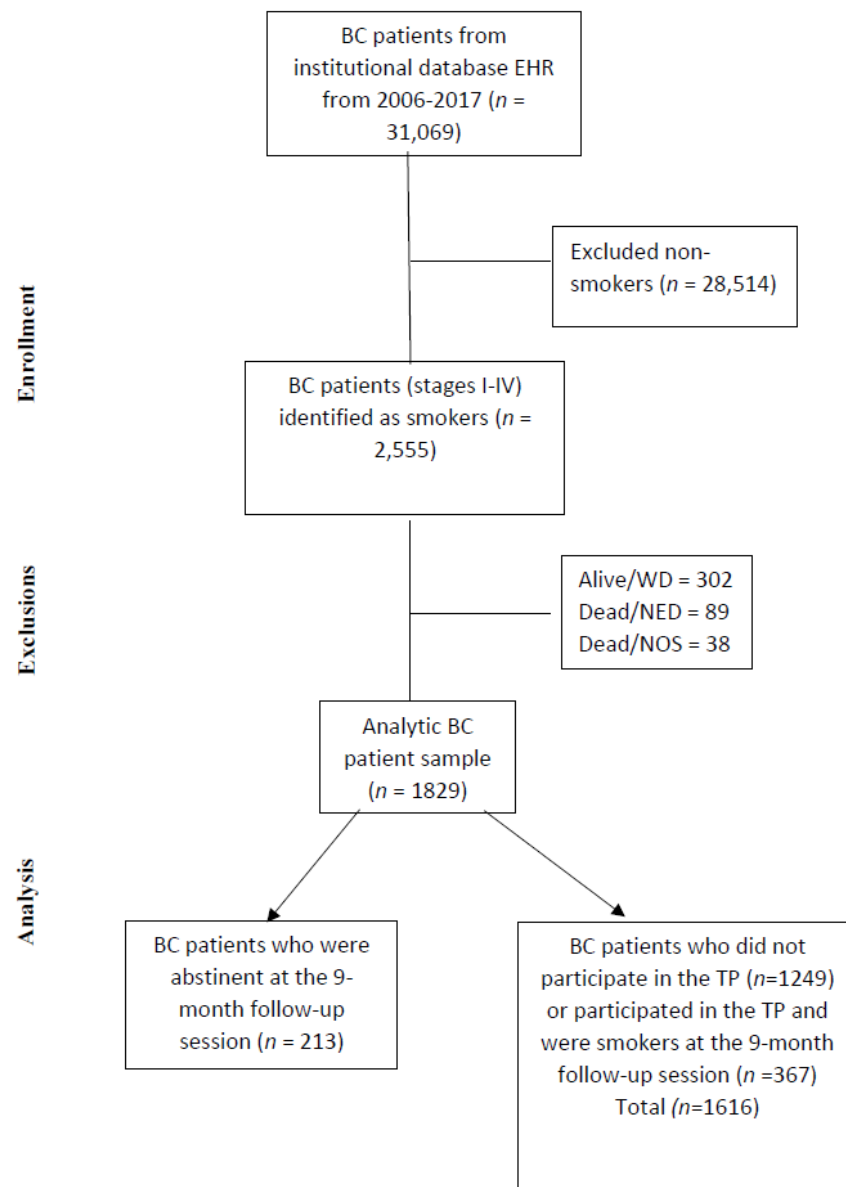 BC patients from
institutional database EHR
from 2006-2017 (n =
31,069)
Enrollment
Excluded non-
smokers (n = 28,514)
BC patients (stages I-IV)
identified as smokers (n =
2,555)
Exclusions
Alive/WD = 302
Dead/NED = 89
Dead/NOS = 38
Analytic BC
patient sample
(n = 1829)
Analysis
BC patients who were
abstinent at the 9-
month follow-up
session (n = 213)
BC patients who did not
participate in the TP (n=1249)
or participated in the TP and
were smokers at the 9-month
follow-up session (n =367)
Total (n=1616)